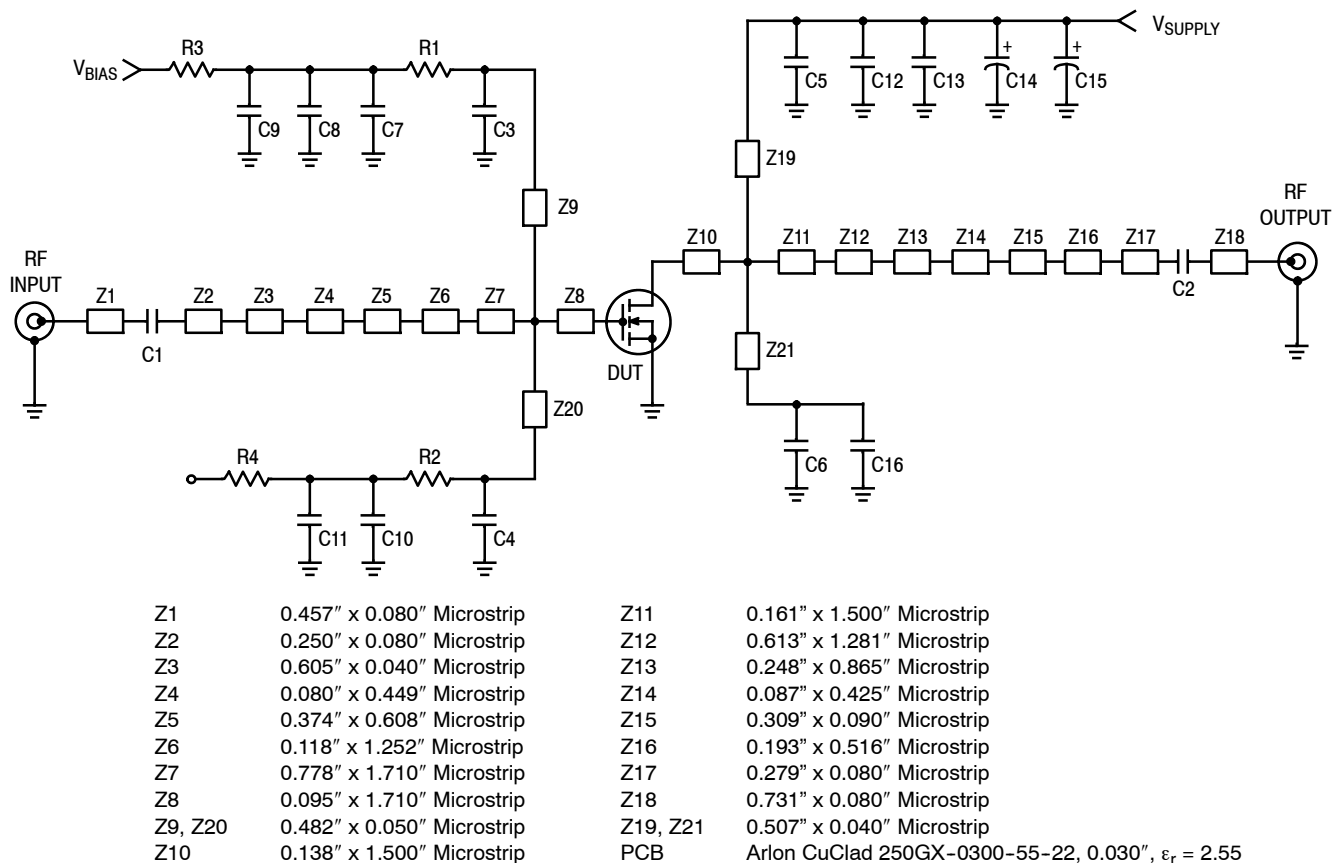 V_SUPPLY
R3 R1
V_BIAS
C5 C12 C13 C14 C15
+ +
C9 C8 C7 C3
Z19
Z9
RF
OUTPUT
RF
INPUT
Z10 Z11 Z12 Z13 Z14 Z15 Z16 Z17 Z18
C2
Z1 Z2 Z3 Z4 Z5 Z6 Z7 Z8
C1
DUT
Z21
Z20
R4 R2
C6 C16
C11 C10 C4
Z1 0.457″ x 0.080″ Microstrip Z11 0.161” x 1.500″ Microstrip
Z2 0.250″ x 0.080″ Microstrip Z12 0.613” x 1.281″ Microstrip
Z3 0.605″ x 0.040″ Microstrip Z13 0.248” x 0.865″ Microstrip
Z4 0.080″ x 0.449″ Microstrip Z14 0.087” x 0.425″ Microstrip
Z5 0.374″ x 0.608″ Microstrip Z15 0.309” x 0.090″ Microstrip
Z6 0.118″ x 1.252″ Microstrip Z16 0.193” x 0.516″ Microstrip
Z7 0.778″ x 1.710″ Microstrip Z17 0.279” x 0.080″ Microstrip
Z8 0.095″ x 1.710″ Microstrip Z18 0.731” x 0.080″ Microstrip
Z9, Z20 0.482″ x 0.050″ Microstrip Z19, Z21 0.507” x 0.040″ Microstrip
Z10 0.138″ x 1.500″ Microstrip PCB Arlon CuClad 250GX-0300-55-22, 0.030″, εr = 2.55